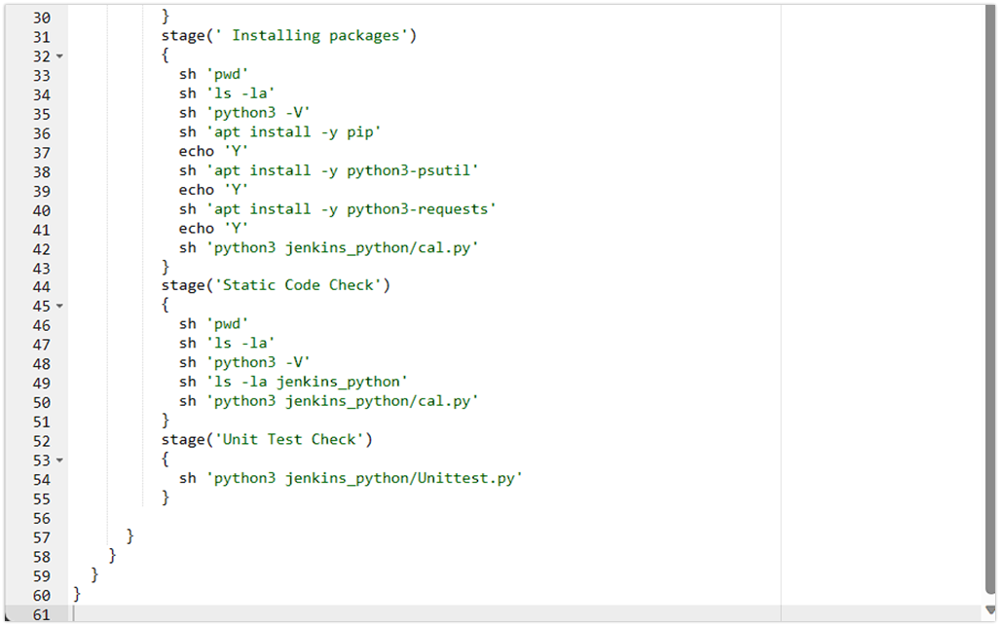 30 }
31 stage(' Installing packages')
32 {
33 sh 'pwd'
34 sh 'ls -la'
35 sh 'python3 -V'
36 sh 'apt install -y pip'
37 echo 'Y'
38 sh 'apt install -y python3-psutil'
39 echo 'Y'
40 sh 'apt install -y python3-requests'
41 echo 'Y'
42 sh 'python3 jenkins_python/cal.py'
43 }
44 stage('Static Code Check')
45 {
46 sh 'pwd'
47 sh 'ls -la'
48 sh 'python3 -V'
49 sh 'ls -la jenkins_python'
50 sh 'python3 jenkins_python/cal.py'
51 }
52 stage('Unit Test Check')
53 {
54 sh 'python3 jenkins_python/Unittest.py'
55 }
56
57 }
58 }
59 }
60 }
61